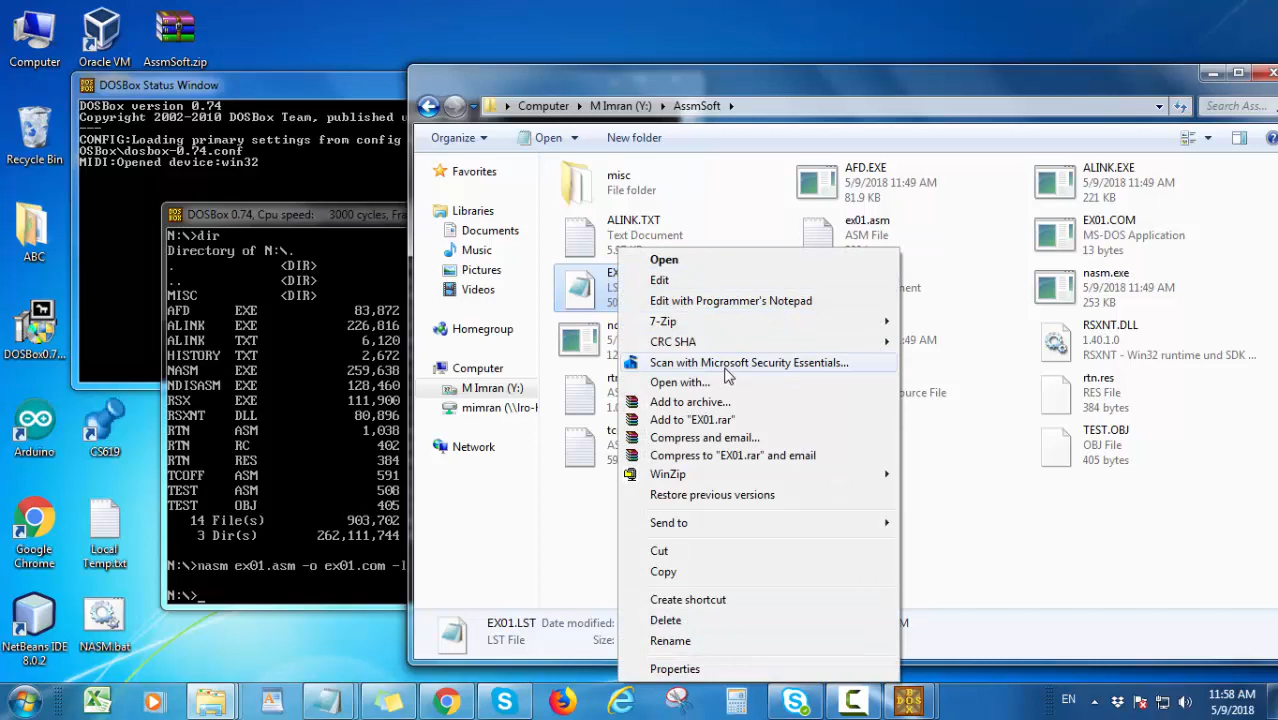 Computer
Oracle VM
AssmSoft.zip
Recycle Bin
ABC
DOSBox0.7...
Arduino
CS619
Google
Chrome
Local
Temp.txt
NetBeans IDE
8.0.2
NASM.bat
DOSBox Status Window
DOSBox version 0.74
Copyright 2002-2010 DOSBox Team, published
---
CONFIG:Loading primary settings from config
OSBox\dosbox-0.74.conf
MIDI:Opened device:win32
DOSBox 0.74, Cpu speed: 3000 cycles, Fra
N:\>dir
Directory of N:\.
. <DIR>
.. <DIR>
MISC <DIR>
AFD EXE 83,872
ALINK EXE 226,816
ALINK TXT 6,120
HISTORY TXT 2,672
NASM EXE 259,638
NDISASM EXE 128,460
RSX EXE 111,900
RSXNT DLL 80,896
RTN ASM 1,038
RTN RC 402
RTN RES 384
TCOFF ASM 591
TEST ASM 508
TEST OBJ 405
14 File(s) 903,702
3 Dir(s) 262,111,744
N:\>nasm ex01.asm -o ex01.com -l
N:\>_
Computer M Imran (Y:) AssmSoft
Search Ass...
Organize Open New folder
Favorites
Libraries
Documents
Music
Pictures
Videos
Homegroup
Computer
M Imran (Y:)
mimran (\\lro-
Network
misc
File folder
AFD.EXE
5/9/2018 11:49 AM
81.9 KB
ALINK.EXE
5/9/2018 11:49 AM
221 KB
ALINK.TXT
Text Document
ex01.asm
ASM File
EX01.COM
MS-DOS Application
13 bytes
nasm.exe
5/9/2018 11:49 AM
253 KB
RSXNT.DLL
1.40.1.0
RSXNT - Win32 runtime und SDK ...
rtn.res
RES File
384 bytes
TEST.OBJ
OBJ File
405 bytes
Open
Edit
Edit with Programmer's Notepad
7-Zip
CRC SHA
Scan with Microsoft Security Essentials...
Open with...
Add to archive...
Add to "EX01.rar"
Compress and email...
Compress to "EX01.rar" and email
WinZip
Restore previous versions
Send to
Cut
Copy
Create shortcut
Delete
Rename
Properties
EX01.LST Date modified:
LST File Size:
EN
11:58 AM
5/9/2018